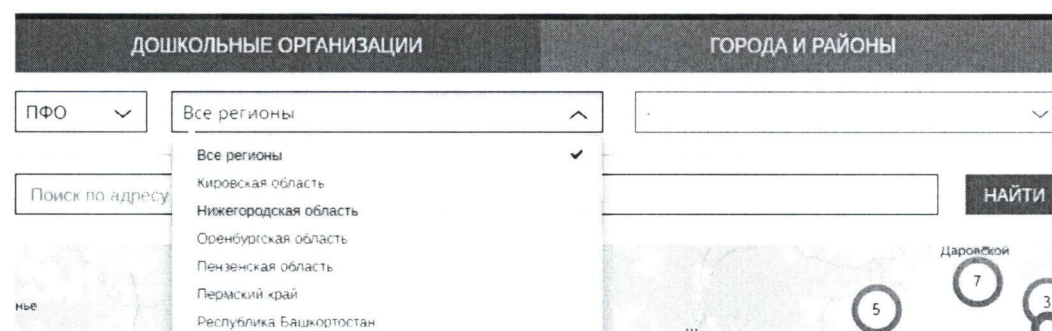 ДОШКОЛЬНЫЕ ОРГАНИЗАЦИИ
ГОРОДА И РАЙОНЫ
ПФО
Все регионы
-
Все регионы
Кировская область
Поиск по адресу
НАЙТИ
Нижегородская область
Оренбургская область
Пензенская область
Пермский край
Республика Башкортостан
Даровской
7
нье
5
3